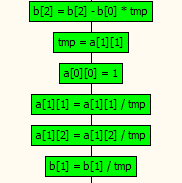 b[2] = b[2] - b[0] * tmp
tmp = a[1][1]
a[0][0] = 1
a[1][1] = a[1][1] / tmp
a[1][2] = a[1][2] / tmp
b[1] = b[1] / tmp